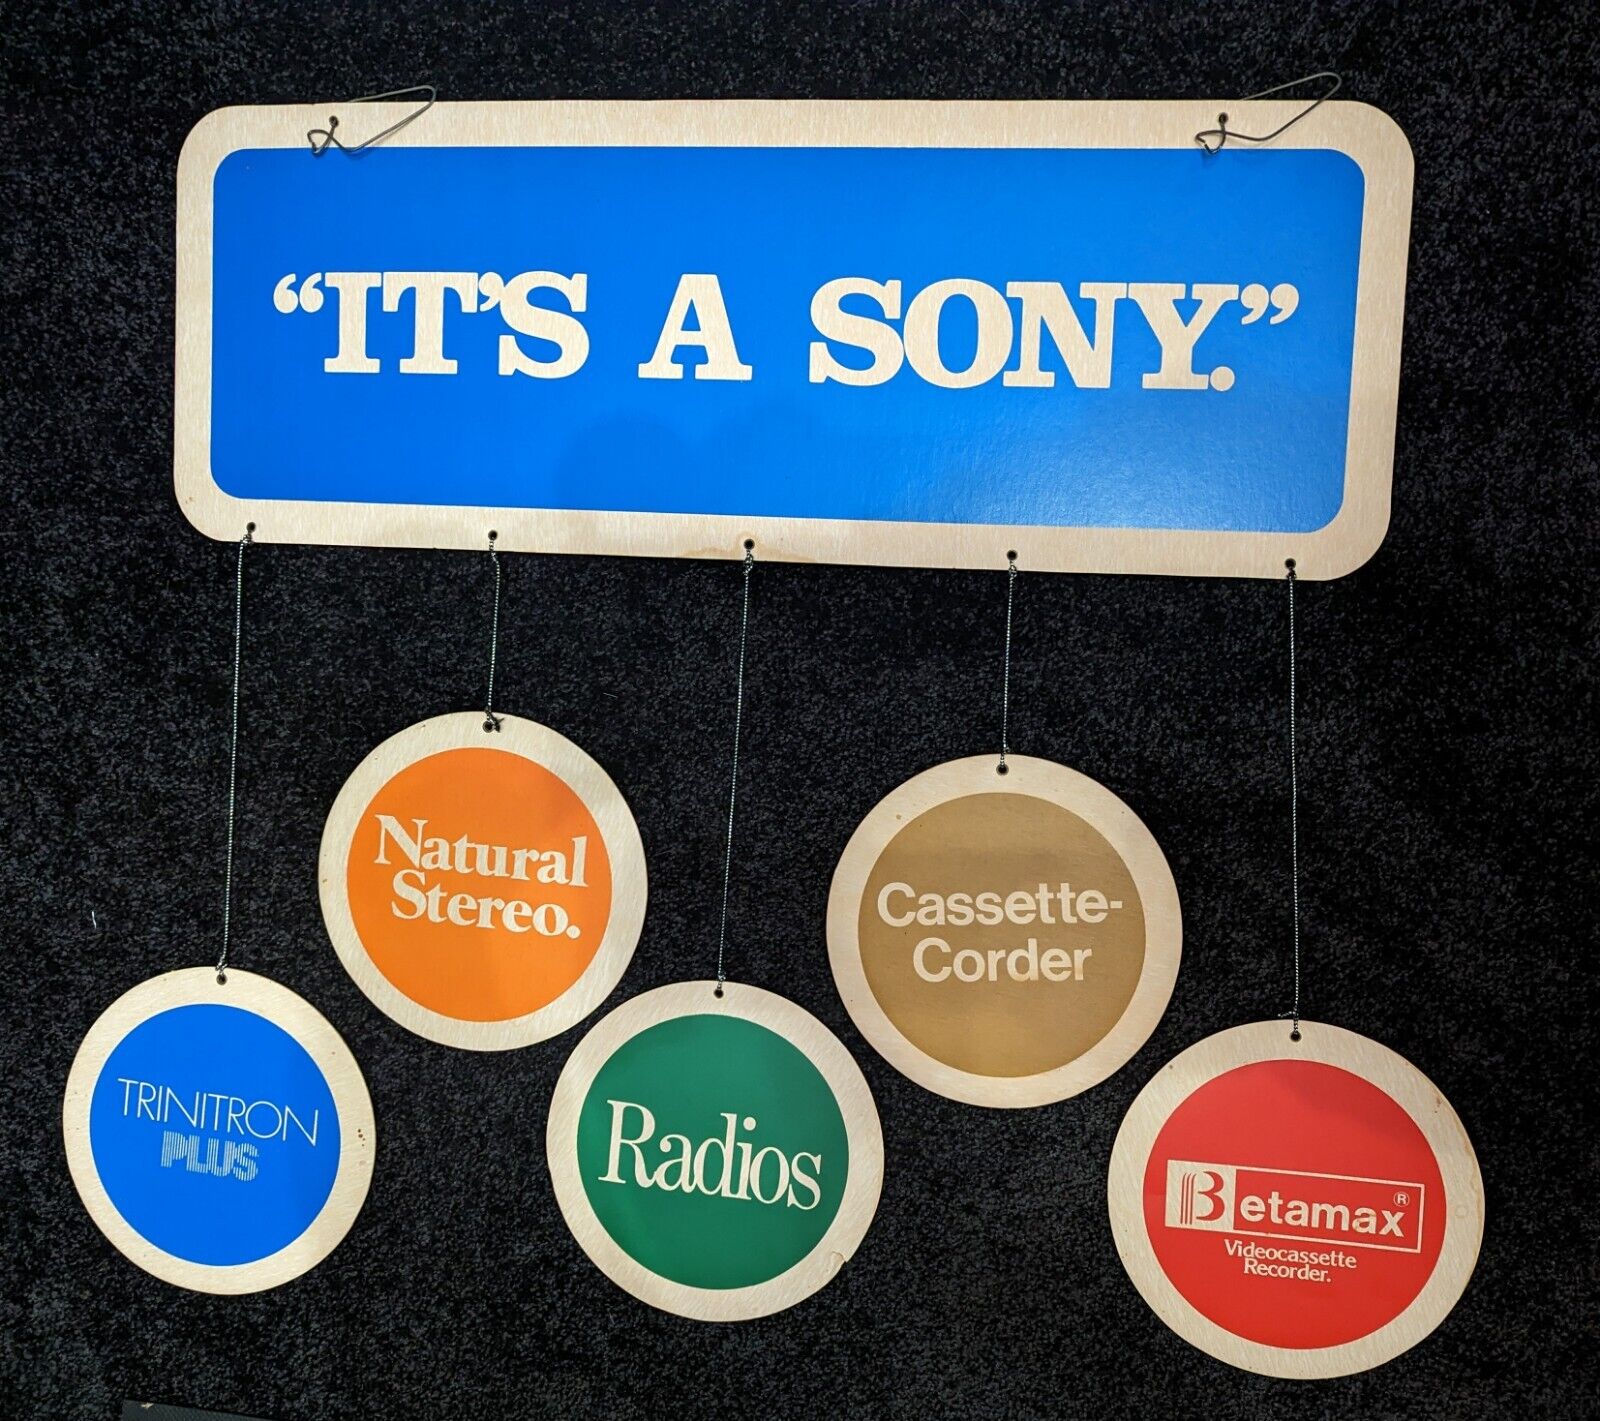 “IT’S A SONY.”
Natural
Stereo.
Cassette-
Corder
TRINITRON
PLUS
Radios
Betamax®
Videocassette
Recorder.